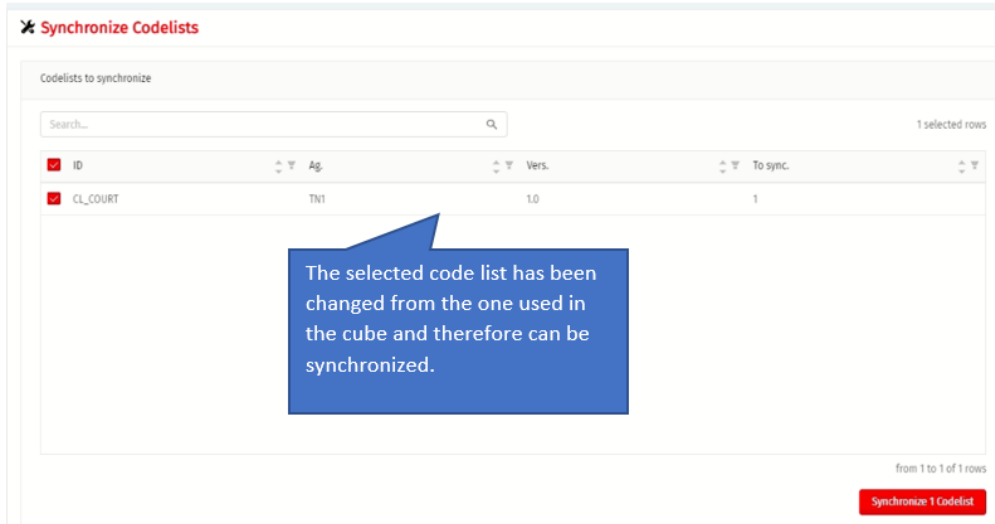 Synchronize Codelists
Codelists to synchronize
Search...
1 selected rows
ID Ag. Vers. To sync.
CL_COURT TN1 1.0 1
The selected code list has been
changed from the one used in
the cube and therefore can be
synchronized.
from 1 to 1 of 1 rows
Synchronize 1 Codelist